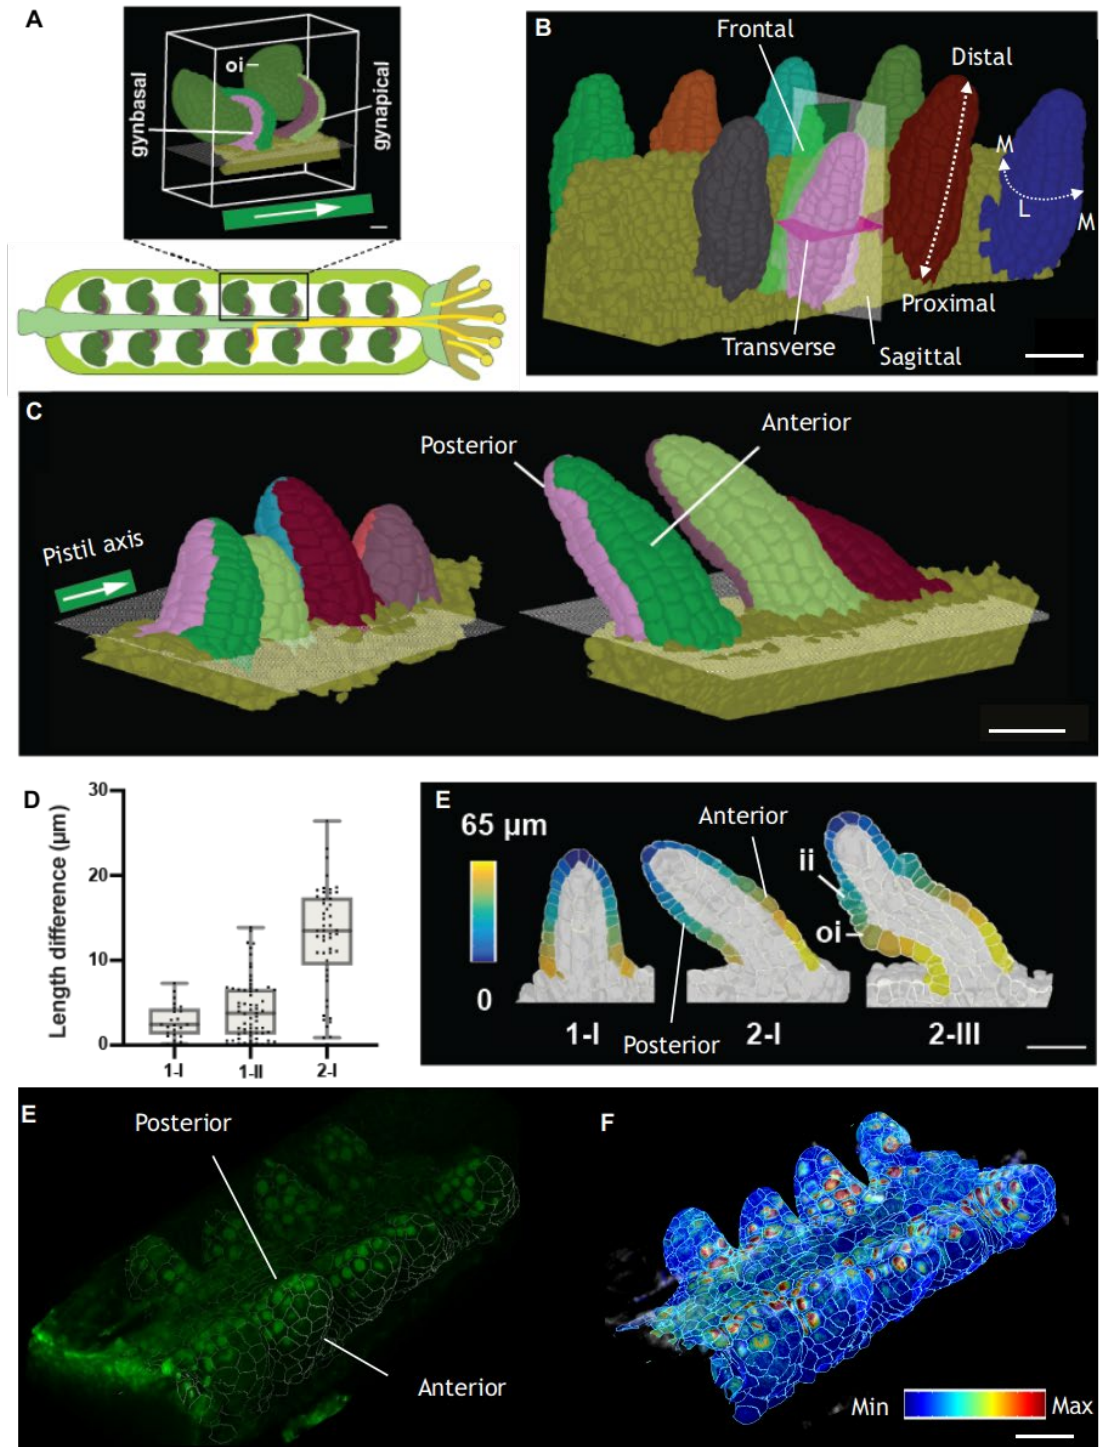 A
oi
gynbasal
gynapical
B
Frontal
Distal
M
L
M
Proximal
Transverse
Sagittal
C
Posterior
Anterior
Pistil axis
D
Length difference (µm)
30
20
10
0
1-I
1-II
2-I
E
65 µm
0
Anterior
ii
oi
1-I
Posterior
2-I
2-III
E
Posterior
Anterior
F
Min
Max